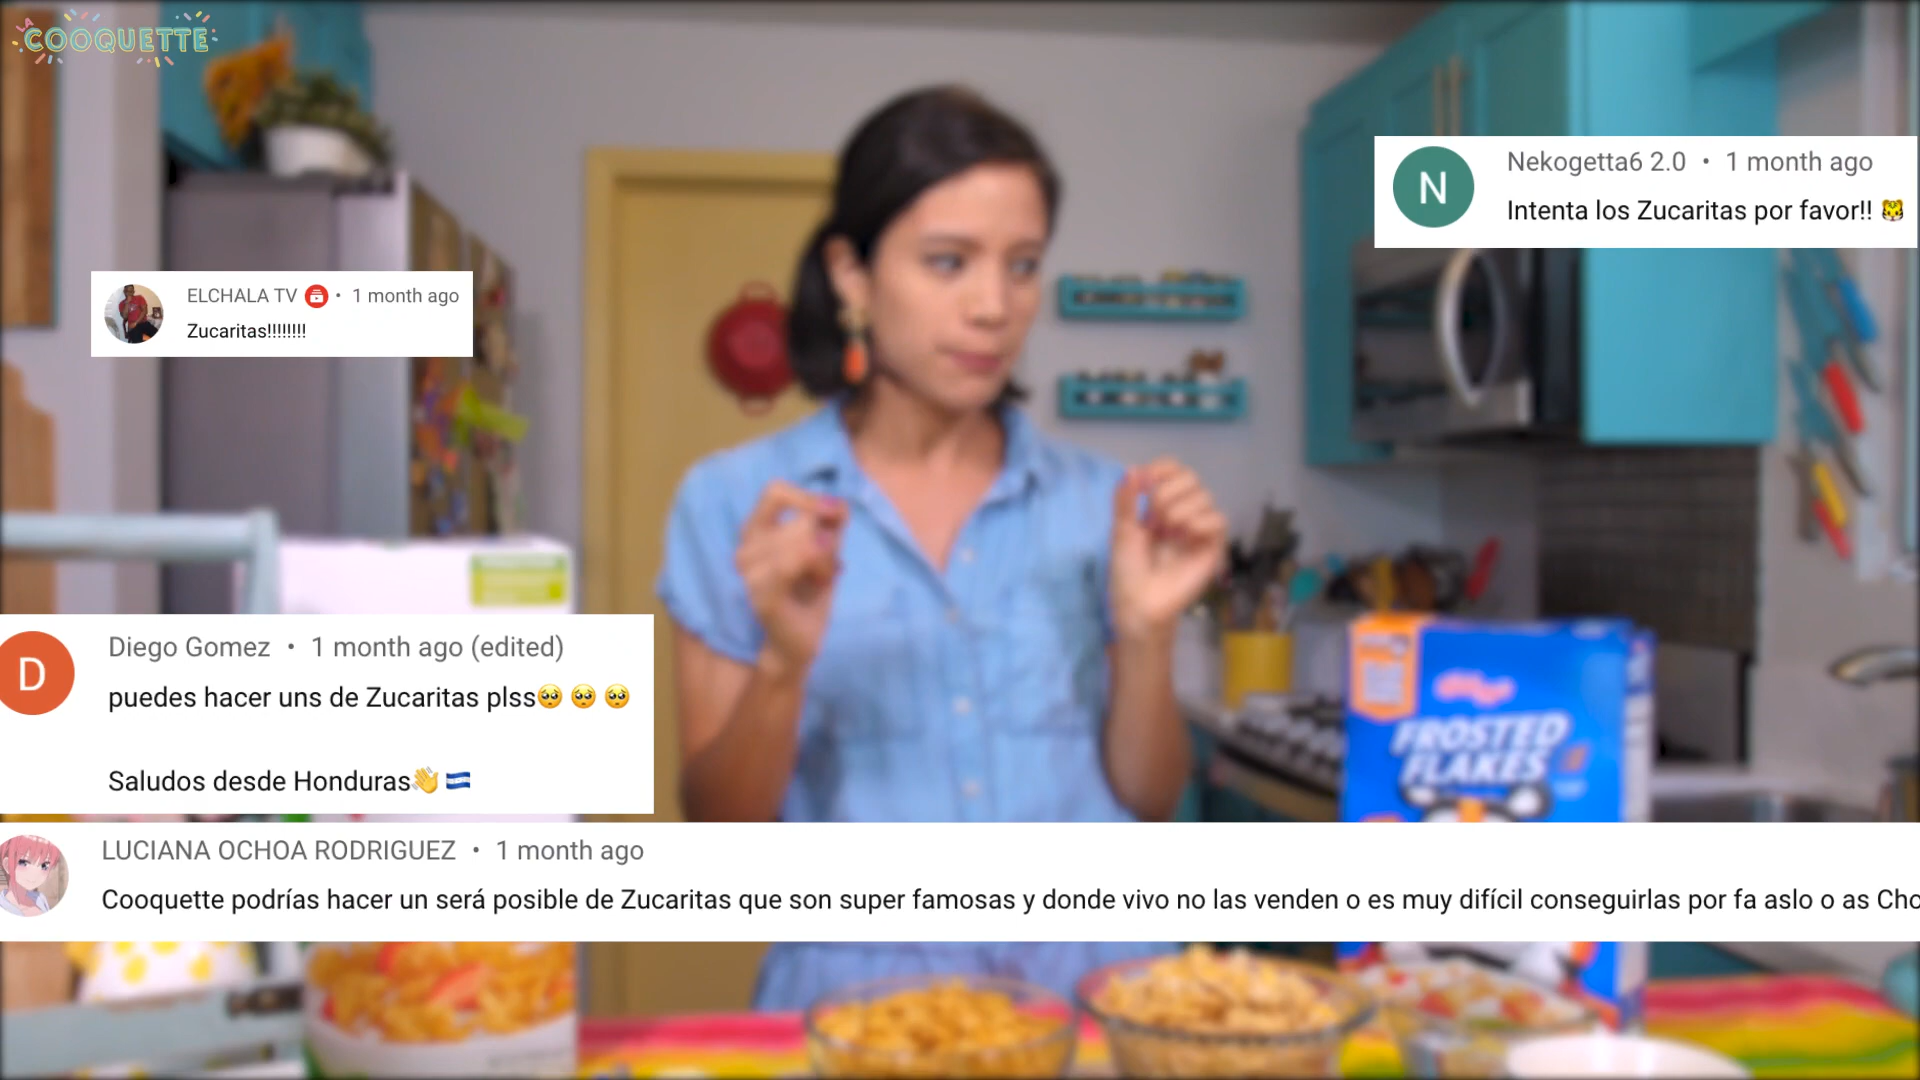 LA
COOQUETTE
N
Nekogetta6 2.0 • 1 month ago
Intenta los Zucaritas por favor!! 🐯
ELCHALA TV • 1 month ago
Zucaritas!!!!!!!!
D
Diego Gomez • 1 month ago (edited)
puedes hacer uns de Zucaritas plss🥺 🥺 🥺
Saludos desde Honduras👋 🇭🇳
Kellogg's
FROSTED
FLAKES
LUCIANA OCHOA RODRIGUEZ • 1 month ago
Cooquette podrías hacer un será posible de Zucaritas que son super famosas y donde vivo no las venden o es muy difícil conseguirlas por fa aslo o as Cho